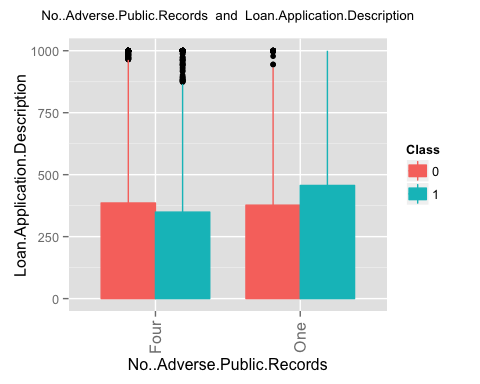 No..Adverse.Public.Records and Loan.Application.Description
1000
750
500
250
0
Loan.Application.Description
Four
One
No..Adverse.Public.Records
Class
0
1